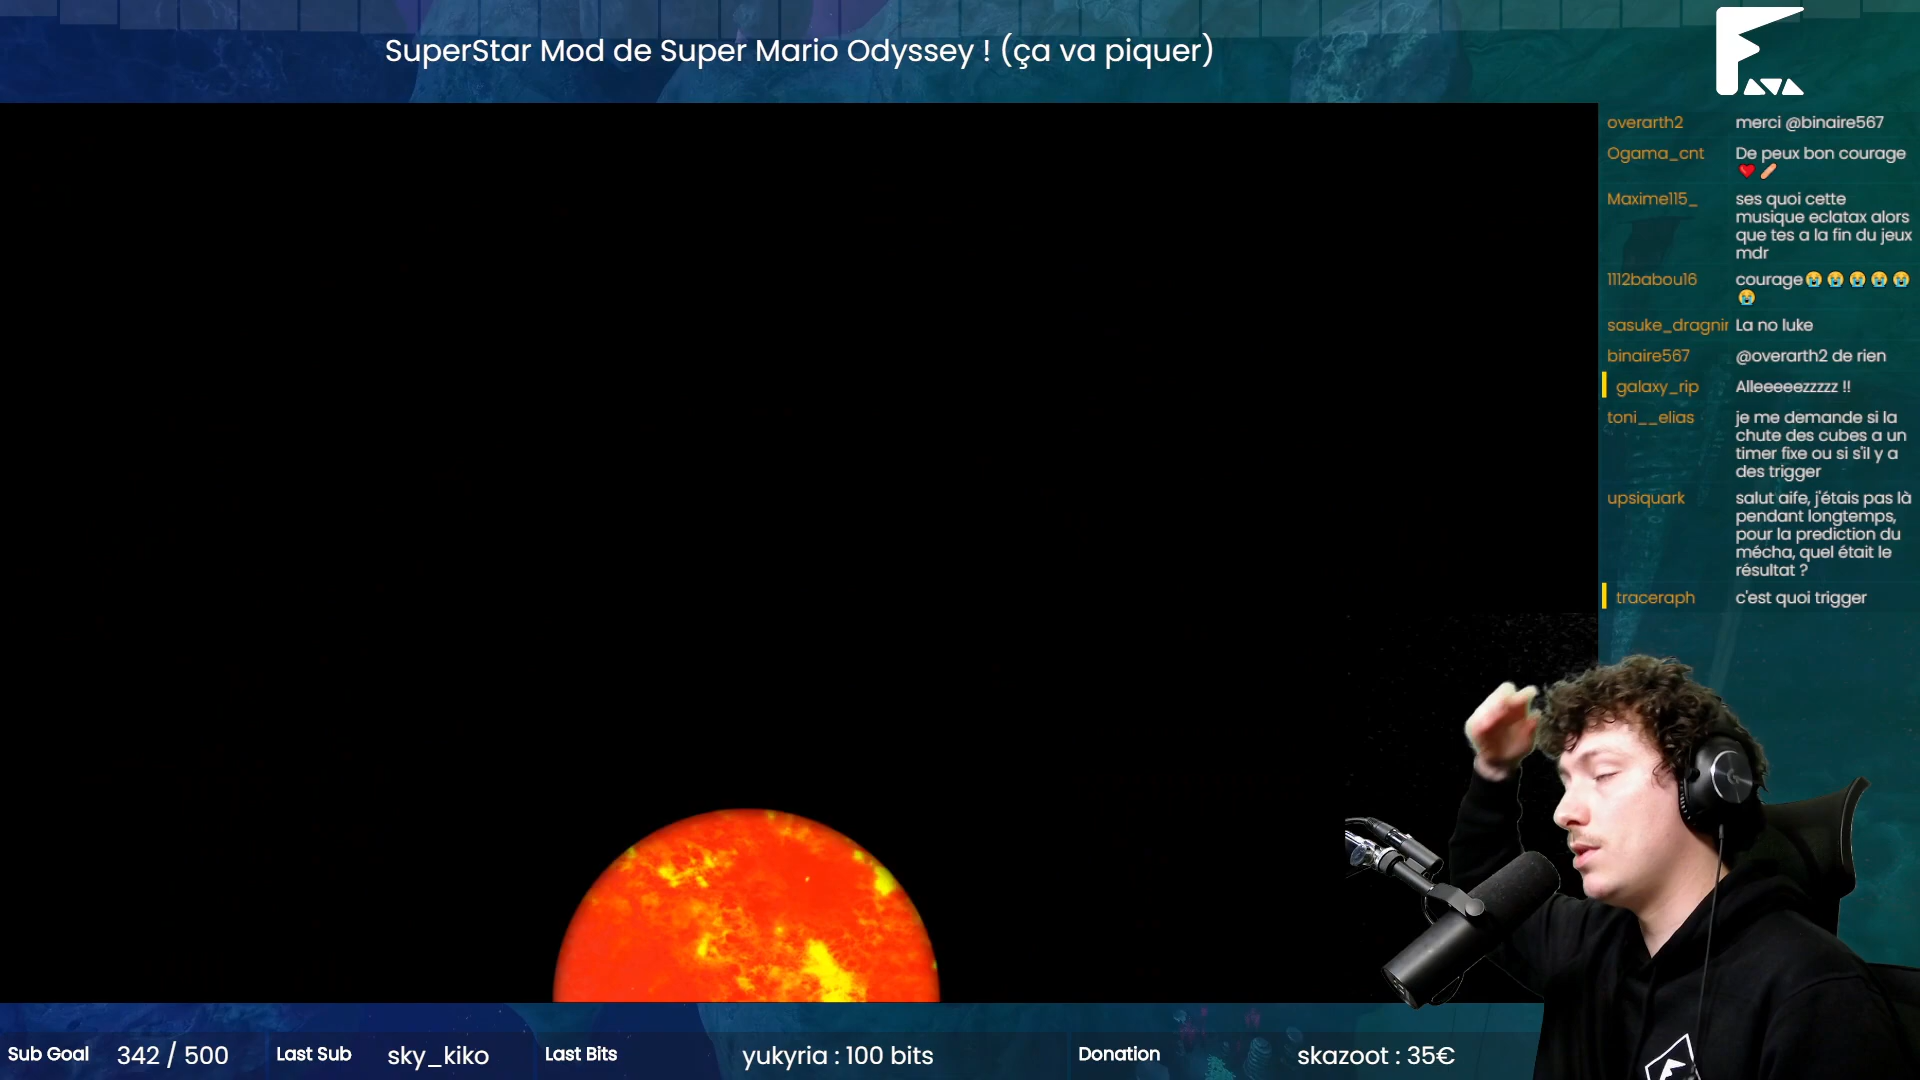 SuperStar Mod de Super Mario Odyssey ! (ça va piquer)
overarth2 merci @binaire567
Ogama_cnt De peux bon courage
❤️ 🩹
Maxime115_ ses quoi cette
musique eclatax alors
que tes a la fin du jeux
mdr
1112babou16 courage 😭 😭 😭 😭 😭
😭
sasuke_dragnir La no luke
binaire567 @overarth2 de rien
galaxy_rip Alleeeeezzzzz !!
toni__elias je me demande si la
chute des cubes a un
timer fixe ou si s'il y a
des trigger
upsiquark salut aife, j'étais pas là
pendant longtemps,
pour la prediction du
mécha, quel était le
résultat ?
traceraph c'est quoi trigger
Sub Goal 342 / 500 Last Sub sky_kiko Last Bits yukyria : 100 bits Donation skazoot : 35€